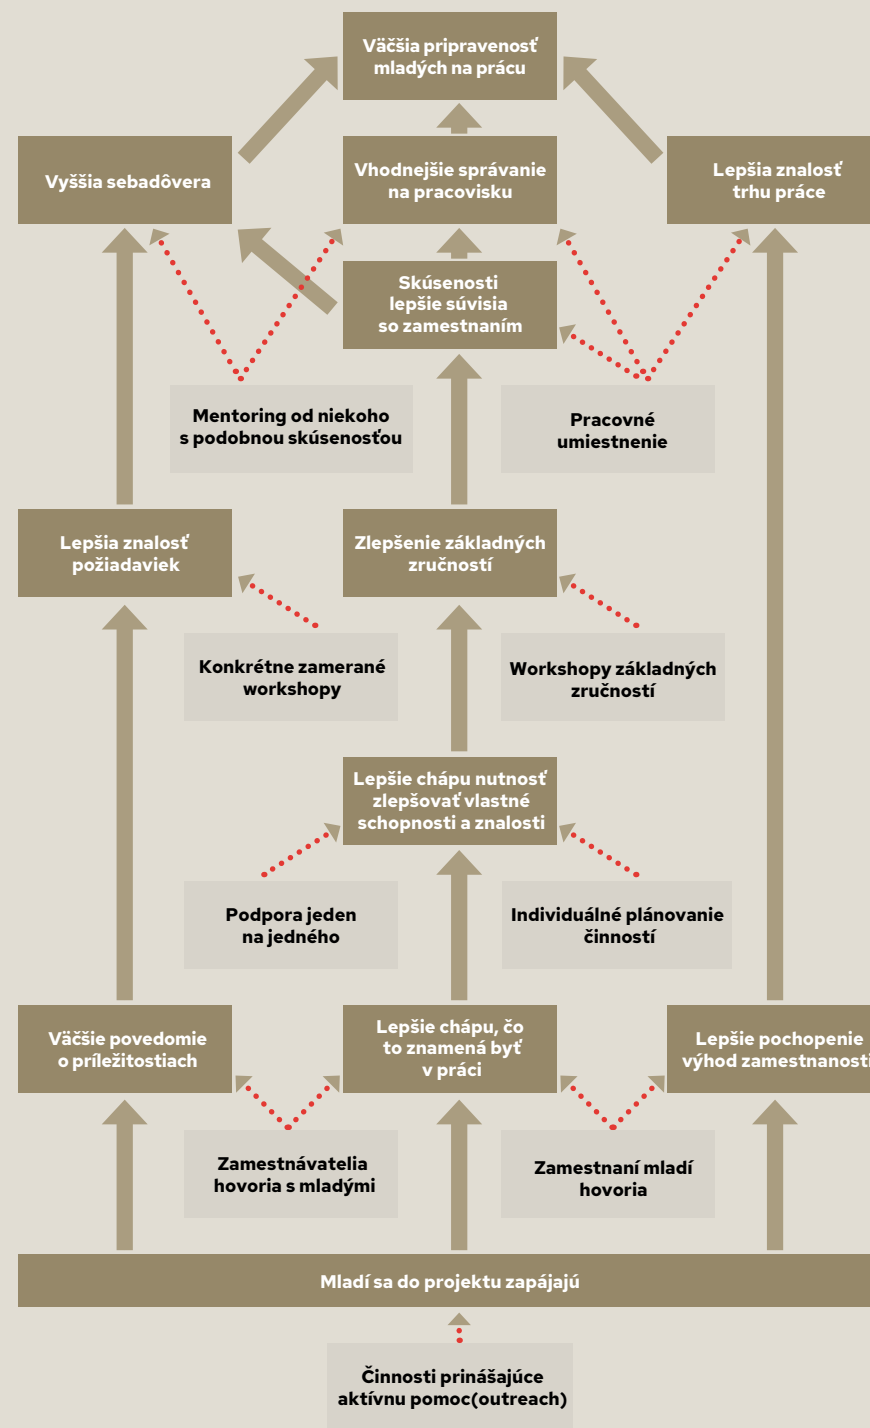 Väčšia pripravenosť
mladých na prácu
Vyššia sebadôvera
Vhodnejšie správanie
na pracovisku
Lepšia znalosť
trhu práce
Skúsenosti
lepšie súvisia
so zamestnaním
Mentoring od niekoho
s podobnou skúsenosťou
Pracovné
umiestnenie
Lepšia znalosť
požiadaviek
Zlepšenie základných
zručností
Konkrétne zamerané
workshopy
Workshopy základných
zručností
Lepšie chápu nutnosť
zlepšovať vlastné
schopnosti a znalosti
Podpora jeden
na jedného
Individuálné plánovanie
činností
Väčšie povedomie
o príležitostiach
Lepšie chápu, čo
to znamená byť
v práci
Lepšie pochopenie
výhod zamestnanosti
Zamestnávatelia
hovoria s mladými
Zamestnaní mladí
hovoria
Mladí sa do projektu zapájajú
Činnosti prinášajúce
aktívnu pomoc(outreach)